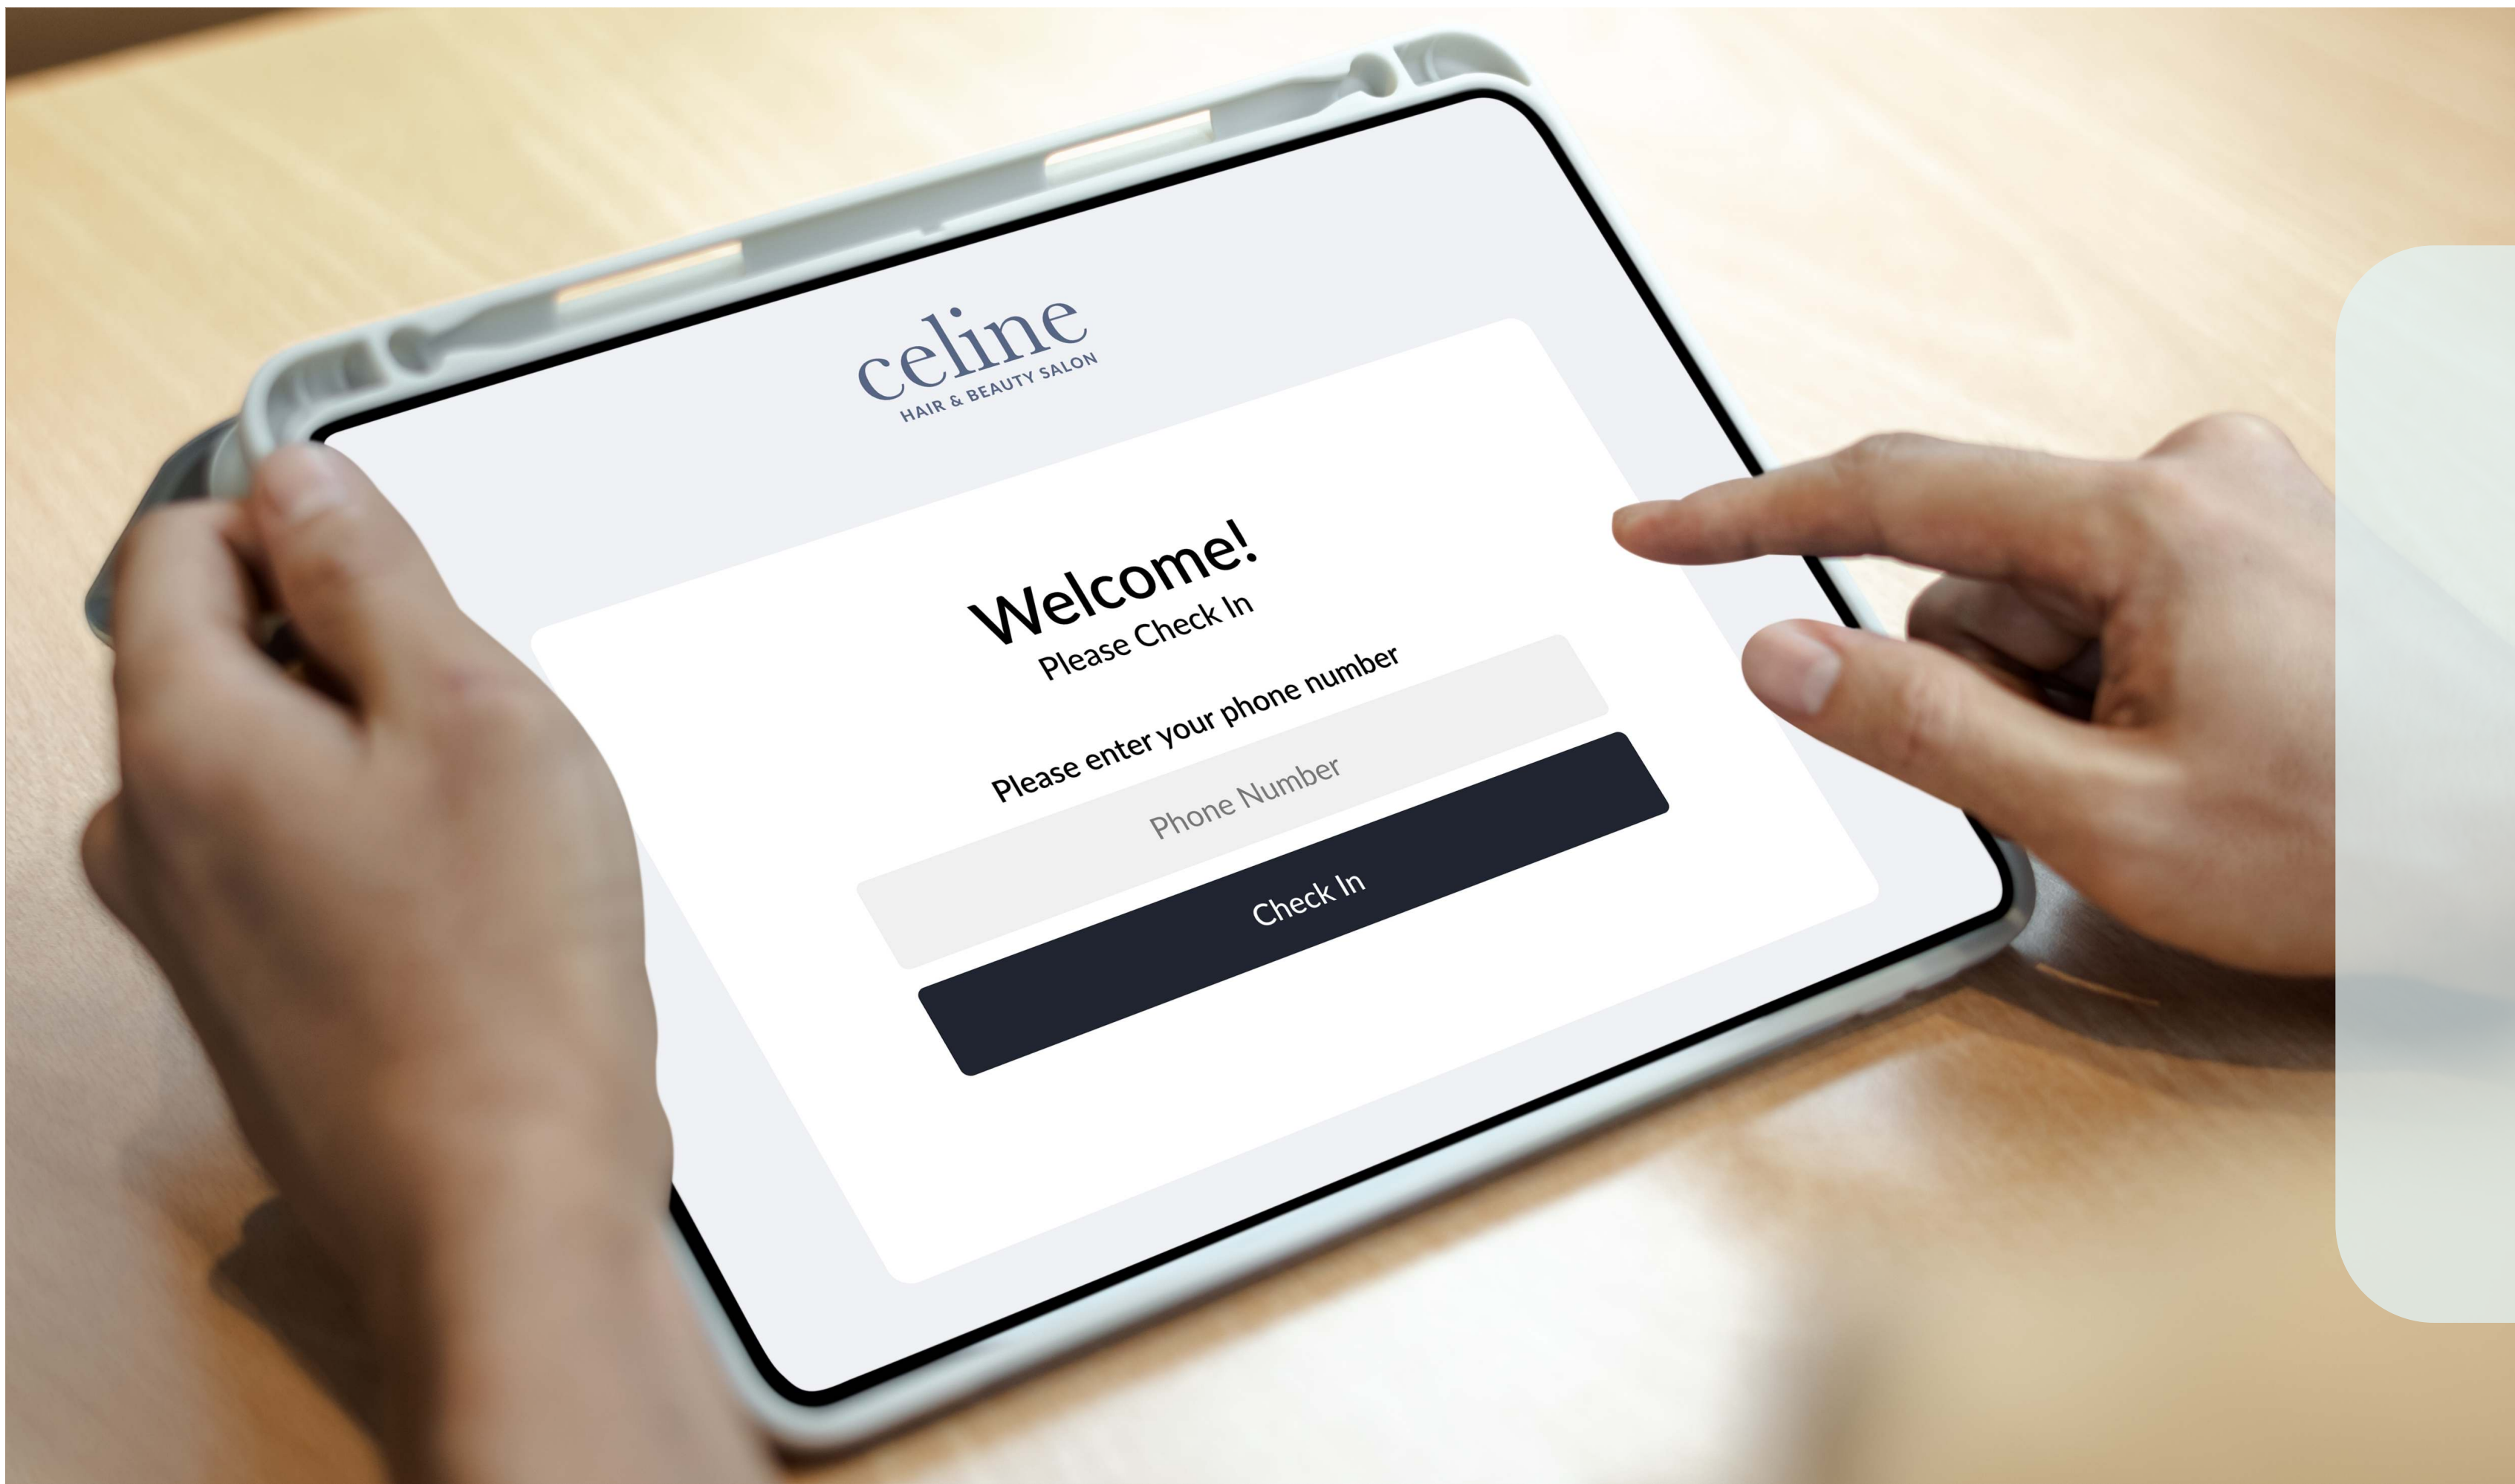 celine
HAIR & BEAUTY SALON
Welcome!
Please Check In
Please enter your phone number
Phone Number
Check In